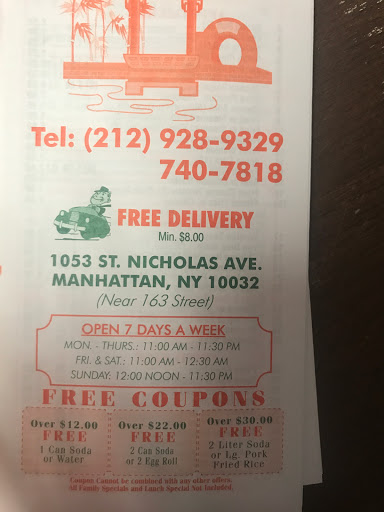 Tel: (212) 928-9329
740-7818
FREE DELIVERY
Min. $8.00
1053 ST. NICHOLAS AVE.
MANHATTAN, NY 10032
(Near 163 Street)
OPEN 7 DAYS A WEEK
MON. - THURS.: 11:00 AM - 11:30 PM
FRI. & SAT.: 11:00 AM - 12:30 AM
SUNDAY: 12:00 NOON - 11:30 PM
FREE COUPONS
Over $12.00
FREE
1 Can Soda
or Water
Over $22.00
FREE
2 Can Soda
or 2 Egg Roll
Over $30.00
FREE
2 Liter Soda
or Lg. Pork
Fried Rice
Coupon Cannot be combined with any other offers.
All Family Specials and Lunch Special Not Included.